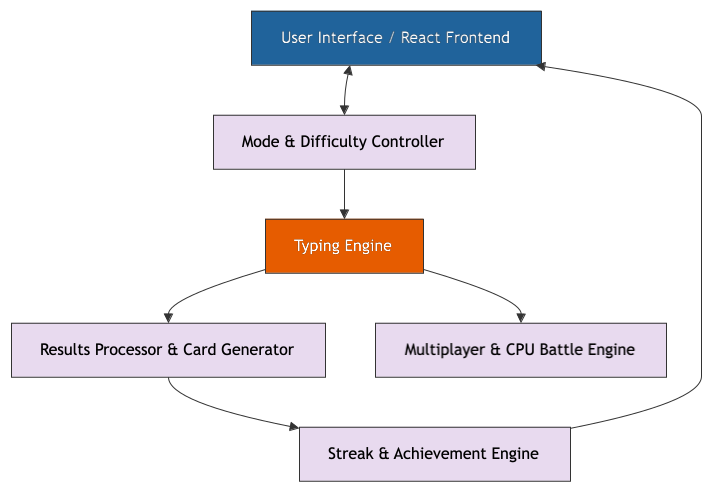 User Interface / React Frontend
Mode & Difficulty Controller
Typing Engine
Results Processor & Card Generator
Multiplayer & CPU Battle Engine
Streak & Achievement Engine